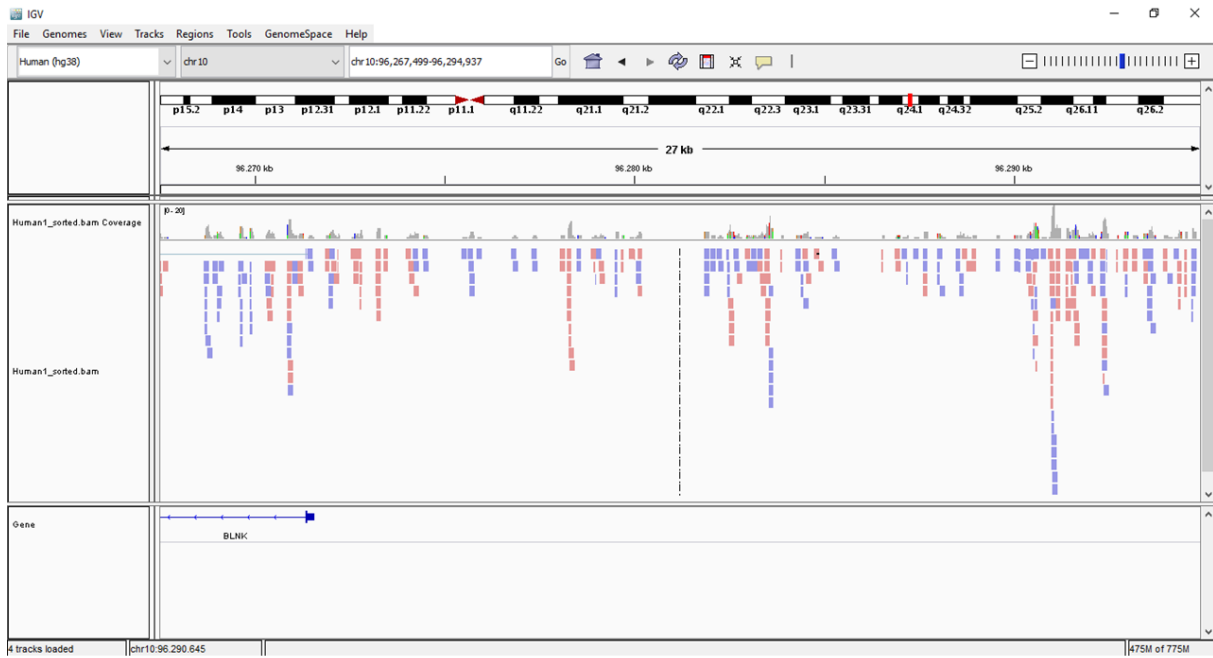 IGV
File Genomes View Tracks Regions Tools GenomeSpace Help
Human (hg38) chr10 chr10:96,267,499-96,294,937 Go
p15.2 p14 p13 p12.31 p12.1 p11.22 p11.1 q11.22 q21.1 q21.2 q22.1 q22.3 q23.1 q23.31 q24.1 q24.32 q25.2 q26.11 q26.2
27 kb
96.270 kb 96.280 kb 96.290 kb
[0 - 20]
Human1_sorted.bam Coverage
Human1_sorted.bam
Gene
BLNK
4 tracks loaded chr10:96.290.645 475M of 775M